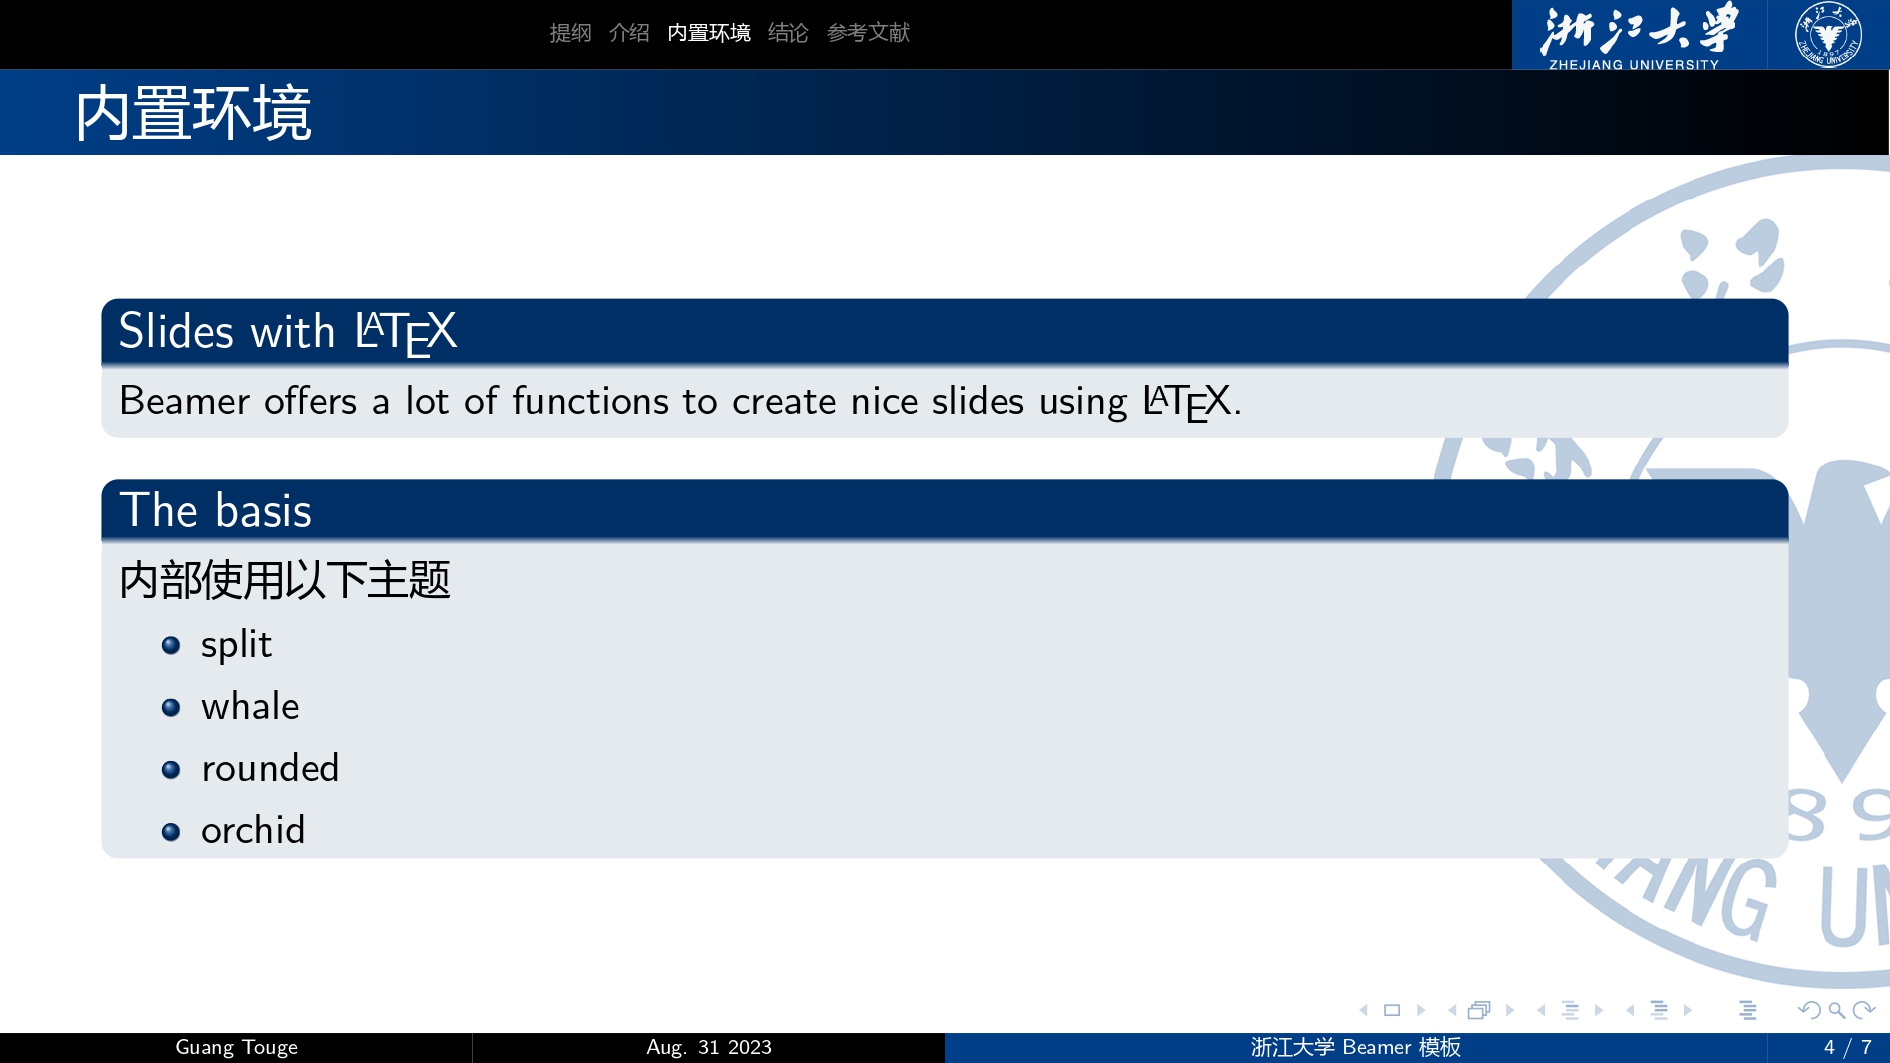 提纲 介绍 内置环境 结论 参考文献
浙江大学
ZHEJIANG UNIVERSITY
内置环境
Slides with LATEX
Beamer offers a lot of functions to create nice slides using LATEX.
The basis
内部使用以下主题
split
whale
rounded
orchid
Guang Touge
Aug. 31 2023
浙江大学 Beamer 模板
4 / 7